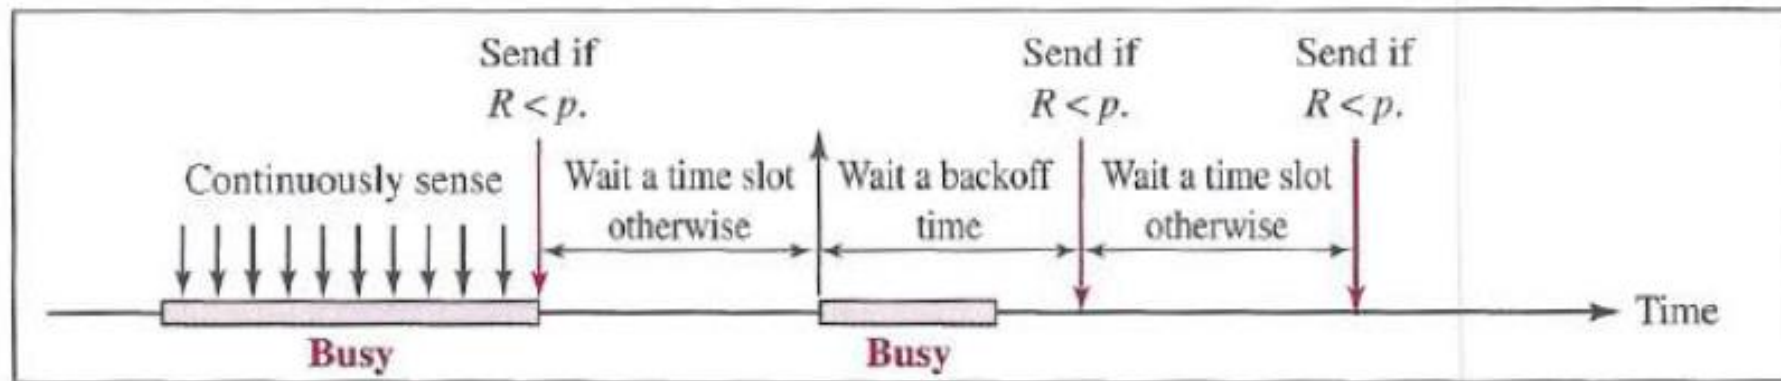 Send if
R < p.
Send if
R < p.
Send if
R < p.
Continuously sense
Wait a time slot
otherwise
Wait a backoff
time
Wait a time slot
otherwise
Time
Busy
Busy